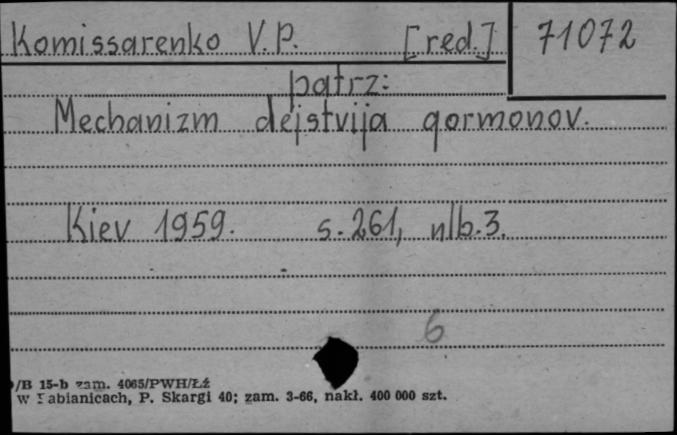 Komissarenko V.P. [red.] 71072
patrz:
Mechanizm dejstvija gormonov.
Kiev 1959. s.261, nlb.3.
6
/B 15-b zam. 4065/PWH/Łź
w Pabianicach, P. Skargi 40; zam. 3-66, nakł. 400 000 szt.